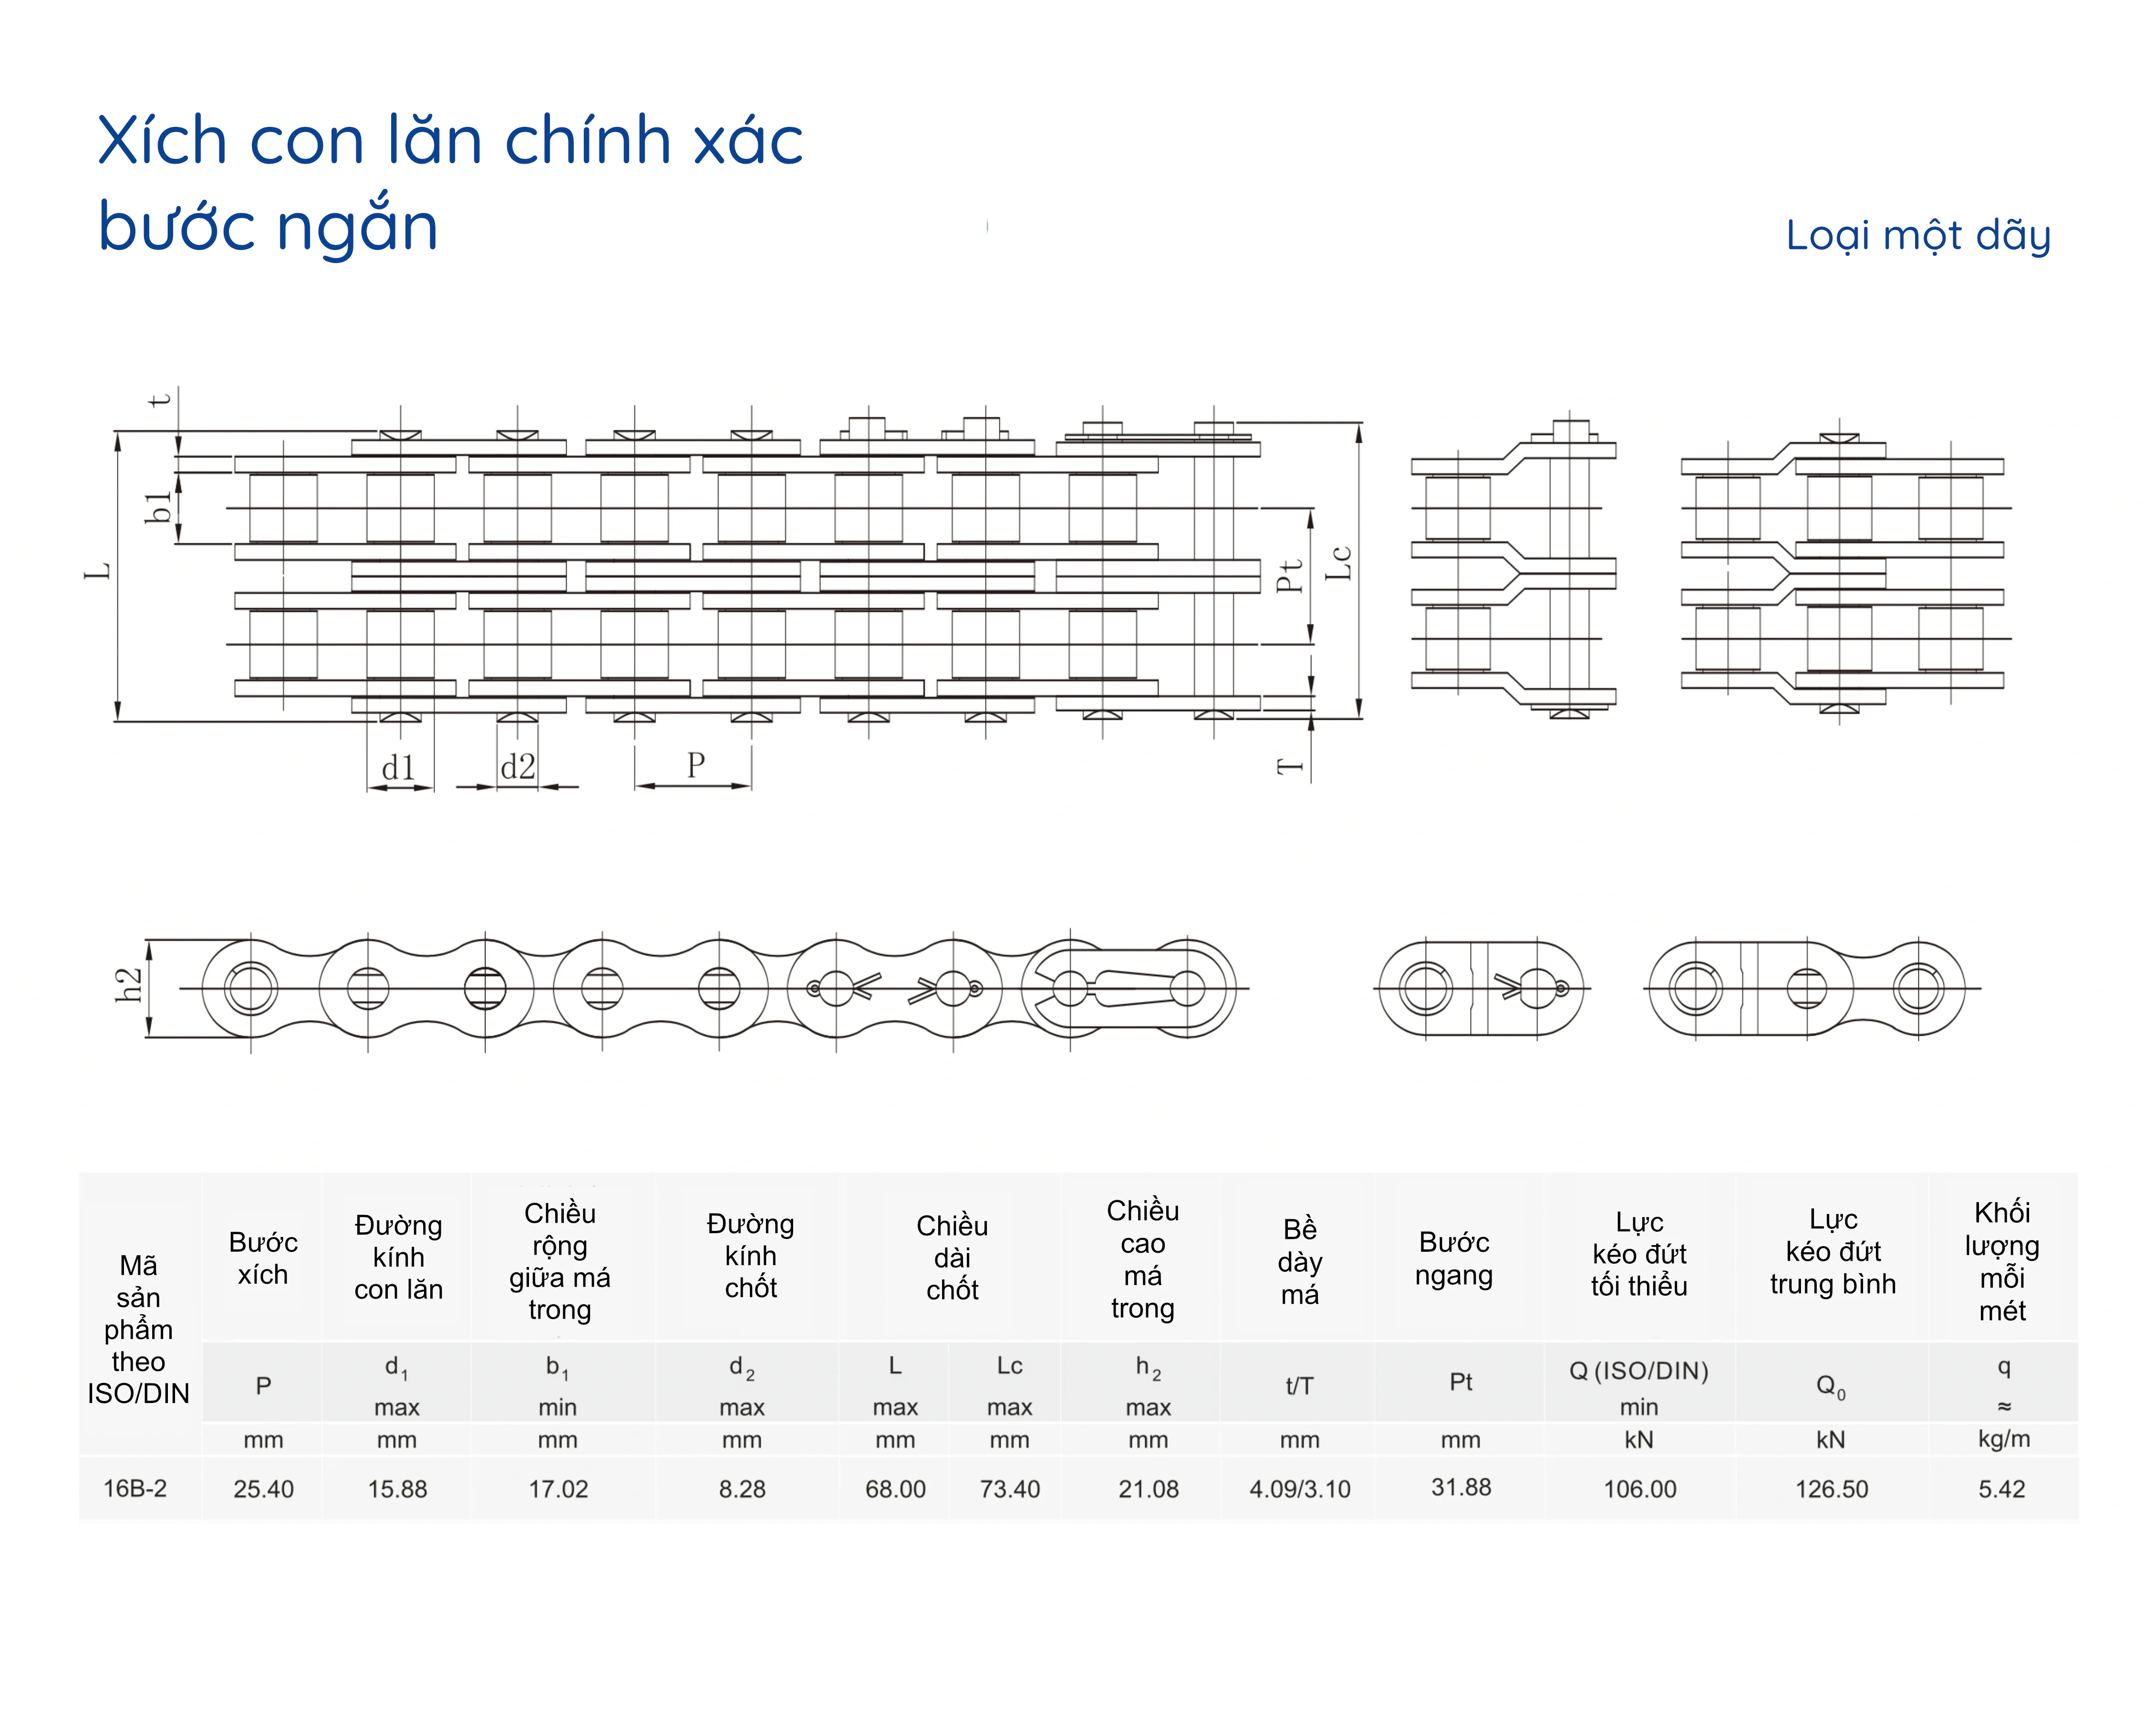 Xích con lăn chính xác
bước ngắn
Loại một dãy
t
b1
L
Pt
Lc
d1
d2
P
T
h2
Mã
sản
phẩm
theo
ISO/DIN
Bước
xích
Đường
kính
con lăn
Chiều
rộng
giữa má
trong
Đường
kính
chốt
Chiều
dài
chốt
Chiều
cao
má
trong
Bề
dày
má
Bước
ngang
Lực
kéo đứt
tối thiểu
Lực
kéo đứt
trung bình
Khối
lượng
mỗi
mét
P d1 b1 d2 L Lc h2 t/T Pt Q (ISO/DIN) Q0 q
max min max max max max min ≈
mm mm mm mm mm mm mm mm mm kN kN kg/m
16B-2 25.40 15.88 17.02 8.28 68.00 73.40 21.08 4.09/3.10 31.88 106.00 126.50 5.42